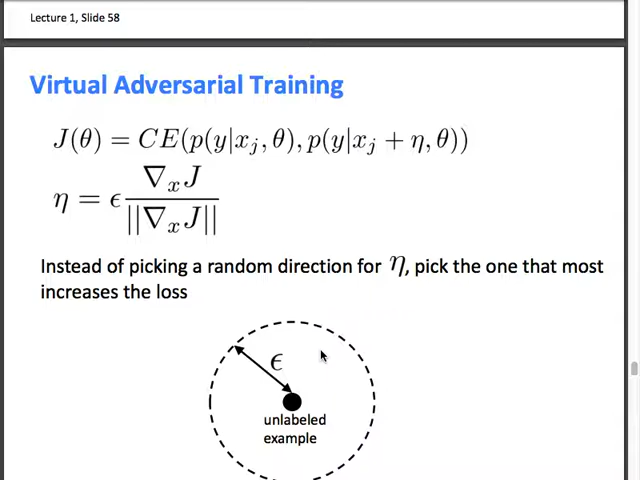 Lecture 1, Slide 58
Virtual Adversarial Training
J(θ) = CE(p(y|x_j, θ), p(y|x_j + η, θ))
η = ϵ ∇_x J / ||∇_x J||
Instead of picking a random direction for η, pick the one that most
increases the loss
ϵ
unlabeled
example